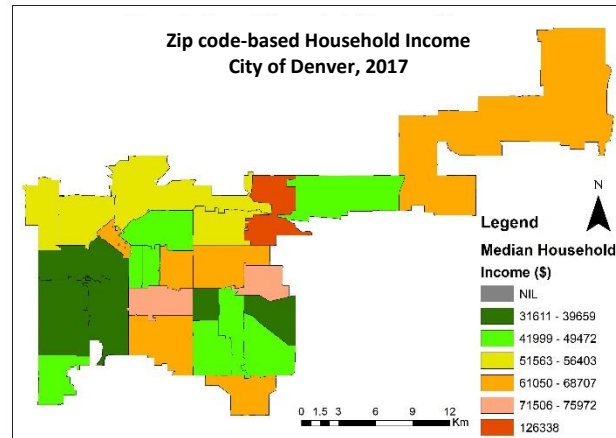 Zip code-based Household Income
City of Denver, 2017
N
Legend
Median Household
Income ($)
NIL
31611 - 39659
41999 - 49472
51563 - 56403
61050 - 68707
71506 - 75972
126338
0 1.5 3 6 9 12
Km